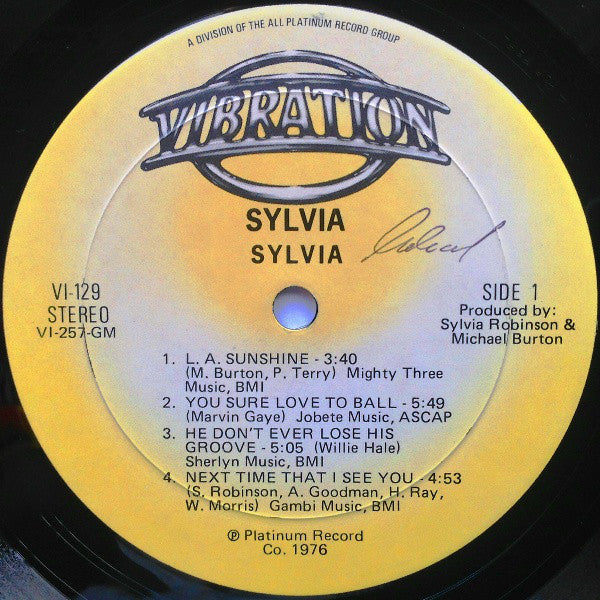 A DIVISION OF THE ALL PLATINUM RECORD GROUP
VIBRATION
SYLVIA
SYLVIA
VI-129
STEREO
VI-257-GM
SIDE 1
Produced by:
Sylvia Robinson &
Michael Burton
1. L. A. SUNSHINE - 3:40
(M. Burton, P. Terry) Mighty Three
Music, BMI
2. YOU SURE LOVE TO BALL - 5:49
(Marvin Gaye) Jobete Music, ASCAP
3. HE DON'T EVER LOSE HIS
GROOVE - 5:05 (Willie Hale)
Sherlyn Music, BMI
4. NEXT TIME THAT I SEE YOU - 4:53
(S. Robinson, A. Goodman, H. Ray,
W. Morris) Gambi Music, BMI
℗ Platinum Record
Co. 1976